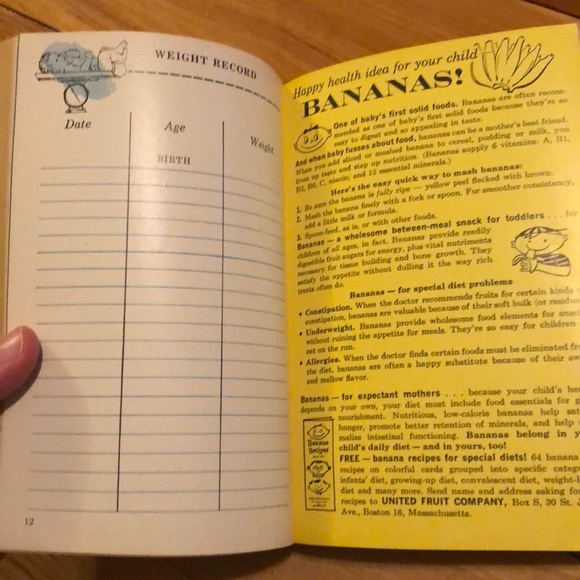 WEIGHT RECORD
Date Age Weight
BIRTH
12
Happy health idea for your child
BANANAS!
One of baby's first solid foods. Bananas are often recom-
mended as one of baby's first solid foods because they're so
easy to digest and so appealing in taste.
And when baby fusses about food, bananas can be a mother's best friend.
When you add sliced or mashed banana to cereal, pudding or milk, you
liven up taste and step up nutrition. (Bananas supply 6 vitamins: A, B1,
B2, B6, C, niacin; and 12 essential minerals.)
Here's the easy quick way to mash bananas:
1. Be sure the banana is fully ripe — yellow peel flecked with brown.
2. Mash the banana finely with a fork or spoon. For smoother consistency,
add a little milk or formula.
3. Spoon-feed, as is, or with other foods.
Bananas — a wholesome between-meal snack for toddlers . . . for
children of all ages, in fact. Bananas provide readily
digestible fruit sugars for energy, plus vital nutrients
necessary for tissue building and bone growth. They
satisfy the appetite without dulling it the way rich
treats often do.
Bananas — for special diet problems
• Constipation. When the doctor recommends fruits for certain kinds
constipation, bananas are valuable because of their soft bulk (or residue
• Underweight. Bananas provide wholesome food elements for snac
without ruining the appetite for meals. They're so easy for children
eat on the run.
• Allergies. When the doctor finds certain foods must be eliminated fr
the diet, bananas are often a happy substitute because of their
and mellow flavor.
Bananas — for expectant mothers . . . because your child's he
depends on your own, your diet must include food essentials for g
nourishment. Nutritious, low-calorie bananas help sat
hunger, promote better retention of minerals, and help
malize intestinal functioning. Bananas belong in y
child's daily diet — and in yours, too!
FREE — banana recipes for special diets! 64 banana
recipes on colorful cards grouped into specific categ
infants' diet, growing-up diet, convalescent diet, weight-
diet and many more. Send name and address asking fo
recipes to UNITED FRUIT COMPANY, Box S, 30 St. J
Ave., Boston 16, Massachusetts.
Banana
Recipes